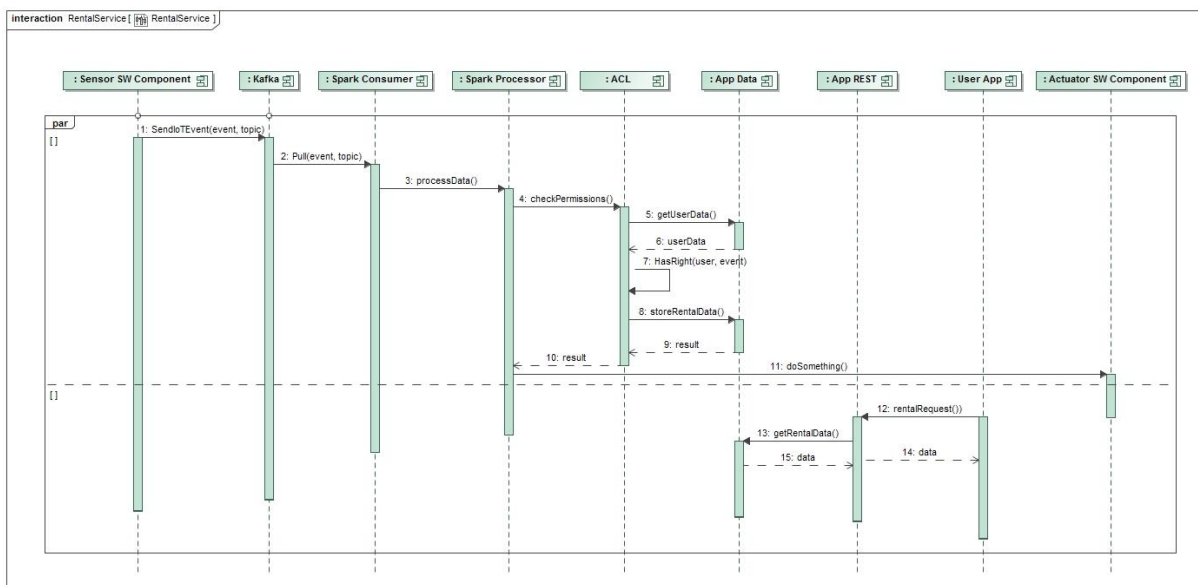 interaction RentalService [ RentalService ]
: Sensor SW Component
: Kafka
: Spark Consumer
: Spark Processor
: ACL
: App Data
: App REST
: User App
: Actuator SW Component
par
[ ]
1: SendIoTEvent(event, topic)
2: Pull(event, topic)
3: processData()
4: checkPermissions()
5: getUserData()
6: userData
7: HasRight(user, event)
8: storeRentalData()
9: result
10: result
11: doSomething()
[ ]
12: rentalRequest())
13: getRentalData()
14: data
15: data